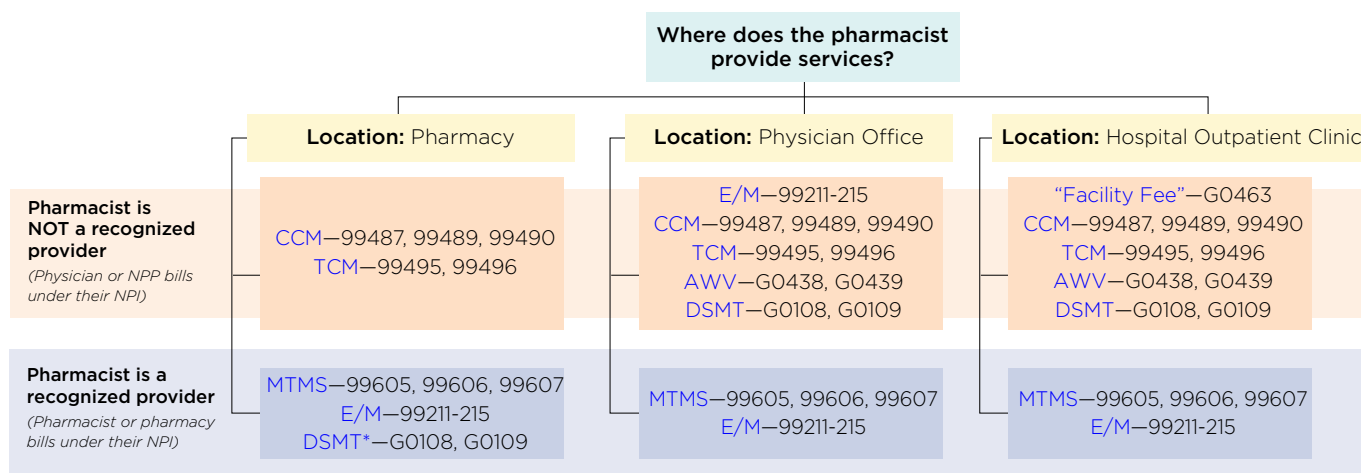 Where does the pharmacist
provide services?
Location: Pharmacy
Location: Physician Office
Location: Hospital Outpatient Clinic
Pharmacist is
NOT a recognized
provider
(Physician or NPP bills
under their NPI)
CCM—99487, 99489, 99490
TCM—99495, 99496
E/M—99211-215
CCM—99487, 99489, 99490
TCM—99495, 99496
AWV—G0438, G0439
DSMT—G0108, G0109
“Facility Fee”—G0463
CCM—99487, 99489, 99490
TCM—99495, 99496
AWV—G0438, G0439
DSMT—G0108, G0109
Pharmacist is a
recognized provider
(Pharmacist or pharmacy
bills under their NPI)
MTMS—99605, 99606, 99607
E/M—99211-215
DSMT*—G0108, G0109
MTMS—99605, 99606, 99607
E/M—99211-215
MTMS—99605, 99606, 99607
E/M—99211-215